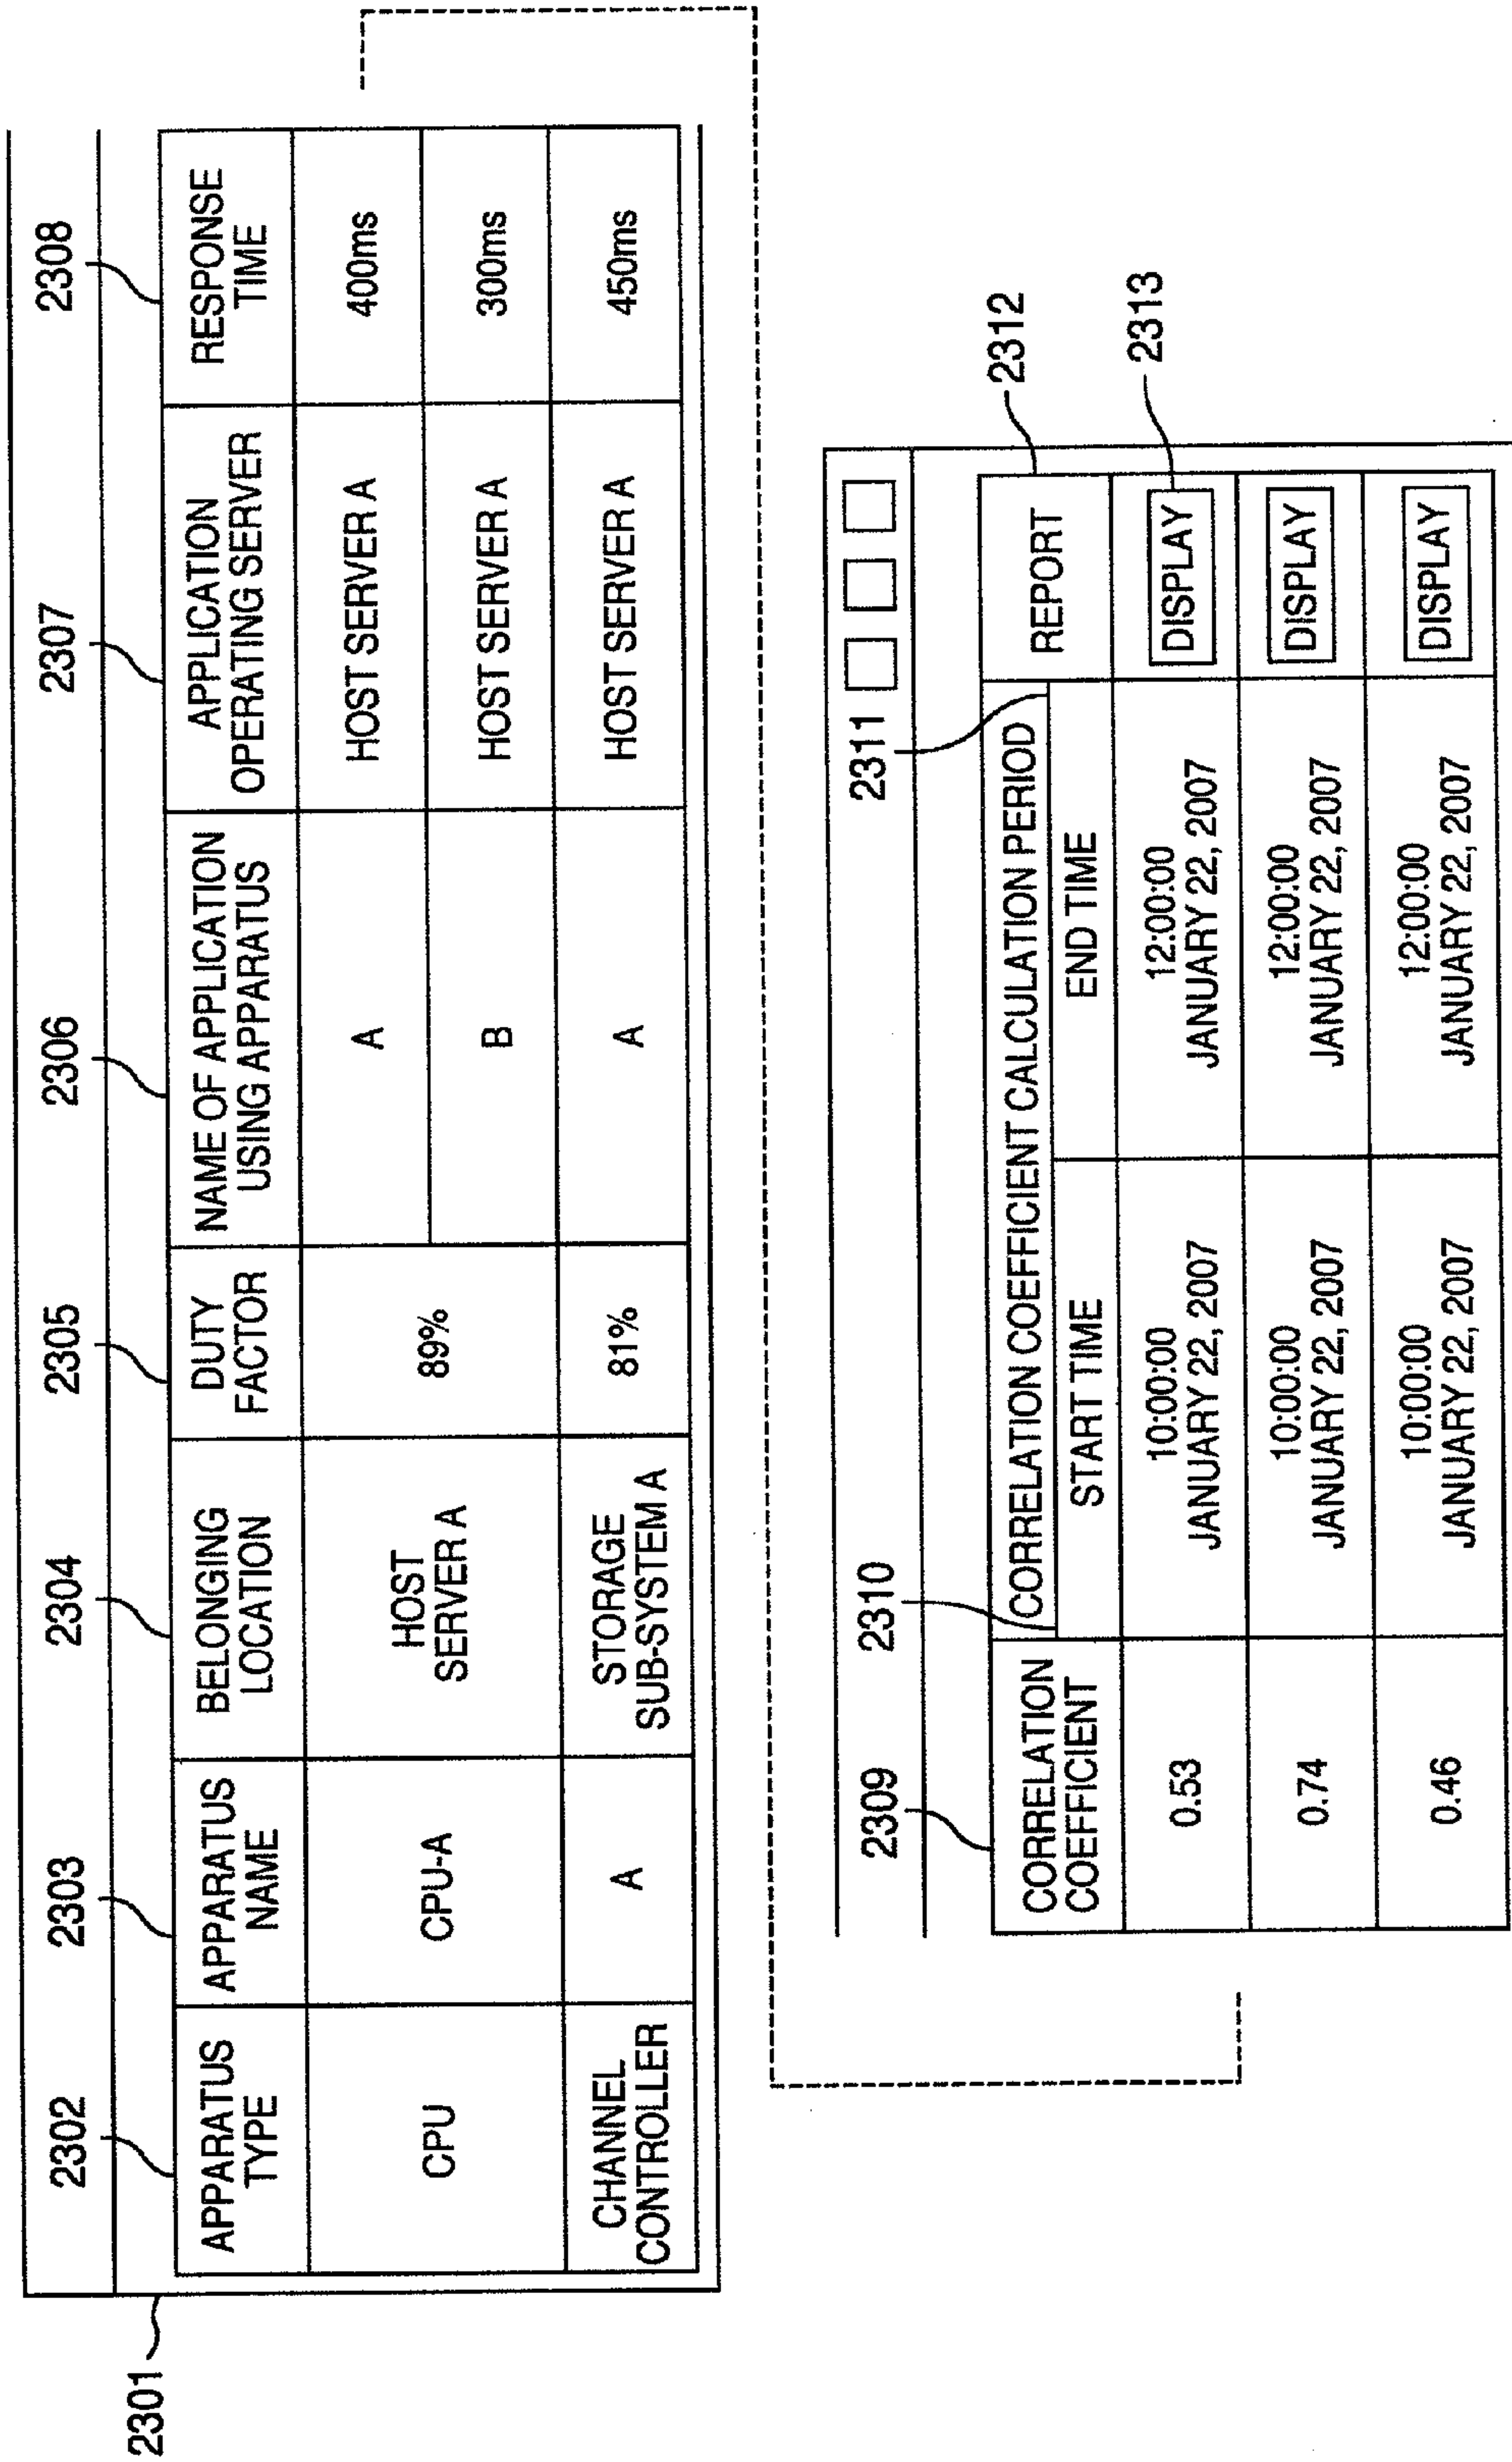 2301
2302
2303
2304
2305
2306
2307
2308
APPARATUS
TYPE
APPARATUS
NAME
BELONGING
LOCATION
DUTY
FACTOR
NAME OF APPLICATION
USING APPARATUS
APPLICATION
OPERATING SERVER
RESPONSE
TIME
CPU
CPU-A
HOST
SERVER A
89%
A
HOST SERVER A
400ms
B
HOST SERVER A
300ms
CHANNEL
CONTROLLER
A
STORAGE
SUB-SYSTEM A
81%
A
HOST SERVER A
450ms
2309
2310
2311
2312
2313
CORRELATION
COEFFICIENT
CORRELATION COEFFICIENT CALCULATION PERIOD
START TIME
END TIME
REPORT
0.53
10:00:00
JANUARY 22, 2007
12:00:00
JANUARY 22, 2007
DISPLAY
0.74
10:00:00
JANUARY 22, 2007
12:00:00
JANUARY 22, 2007
DISPLAY
0.46
10:00:00
JANUARY 22, 2007
12:00:00
JANUARY 22, 2007
DISPLAY